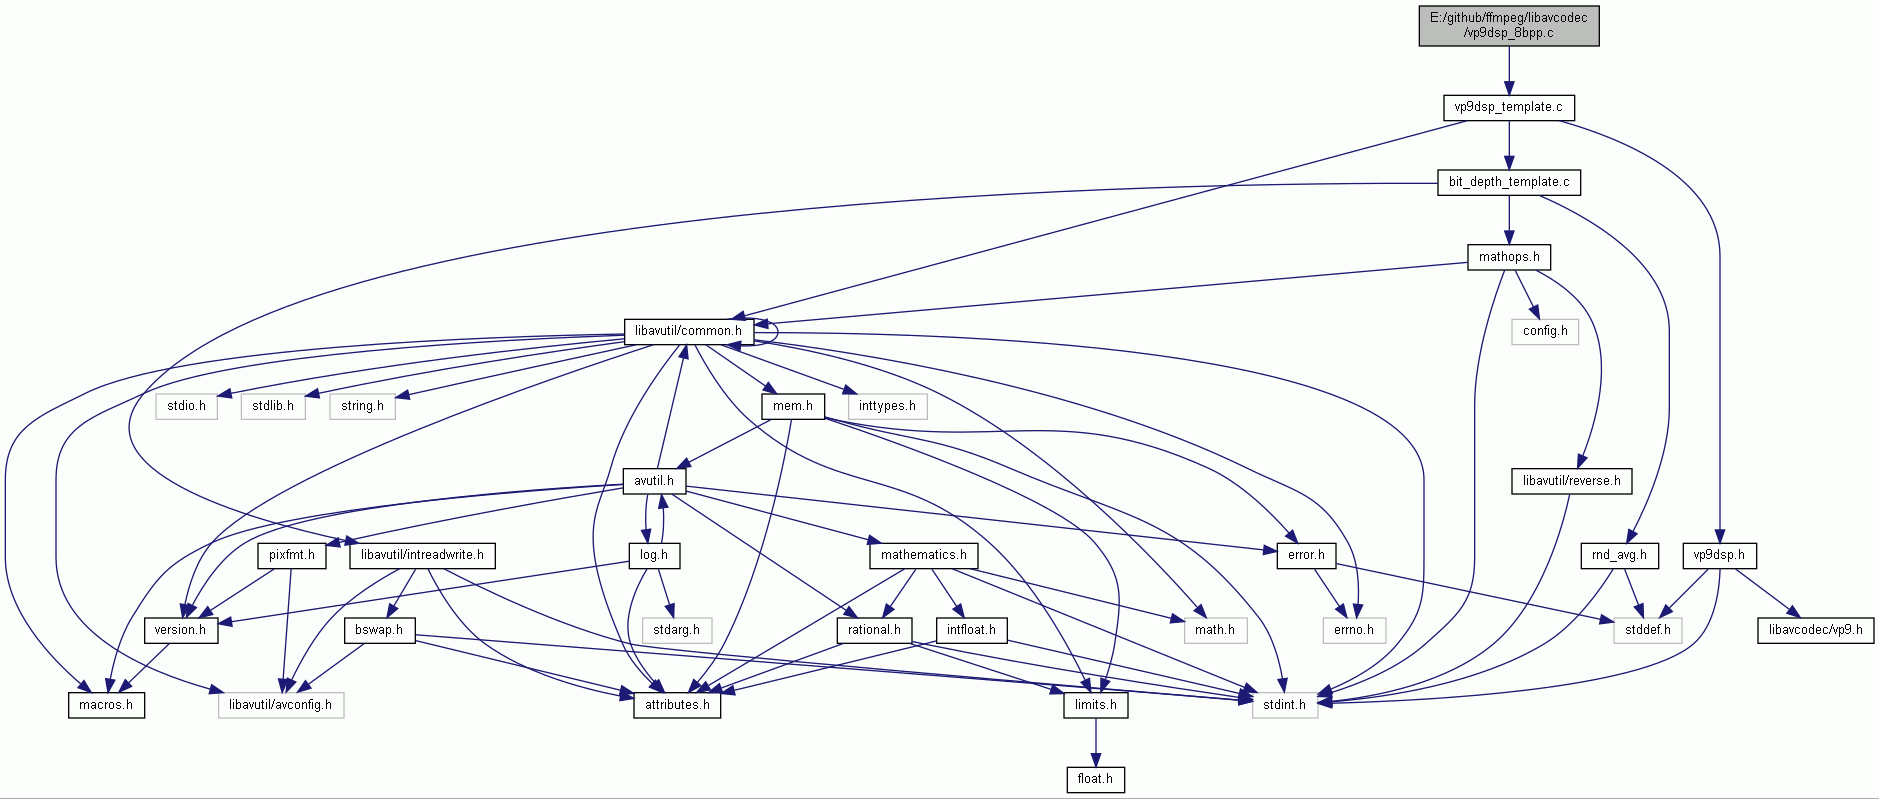 E:/github/ffmpeg/libavcodec
/vp9dsp_8bpp.c
vp9dsp_template.c
bit_depth_template.c
mathops.h
libavutil/common.h
config.h
stdio.h
stdlib.h
string.h
mem.h
inttypes.h
avutil.h
libavutil/reverse.h
pixfmt.h
libavutil/intreadwrite.h
log.h
mathematics.h
error.h
rnd_avg.h
vp9dsp.h
version.h
bswap.h
stdarg.h
rational.h
intfloat.h
math.h
errno.h
stddef.h
libavcodec/vp9.h
macros.h
libavutil/avconfig.h
attributes.h
limits.h
stdint.h
float.h